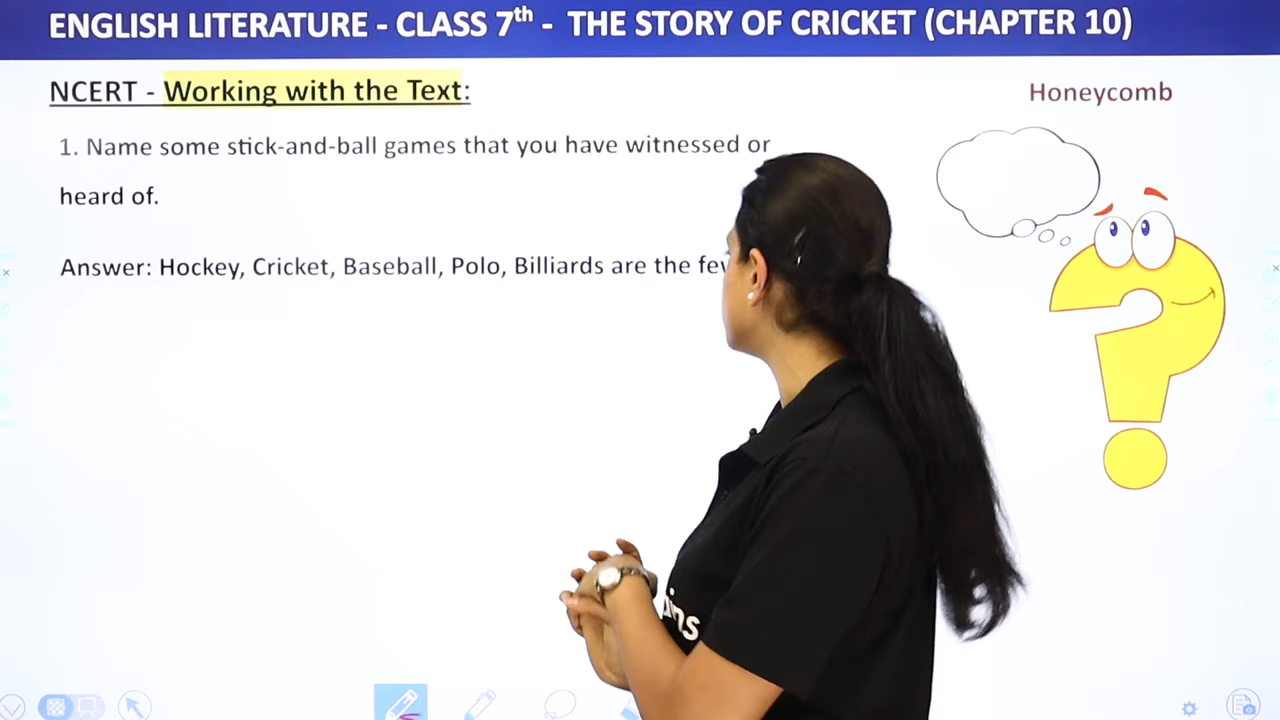 ENGLISH LITERATURE - CLASS 7th - THE STORY OF CRICKET (CHAPTER 10)
NCERT - Working with the Text:
Honeycomb
1. Name some stick-and-ball games that you have witnessed or
heard of.
Answer: Hockey, Cricket, Baseball, Polo, Billiards are the